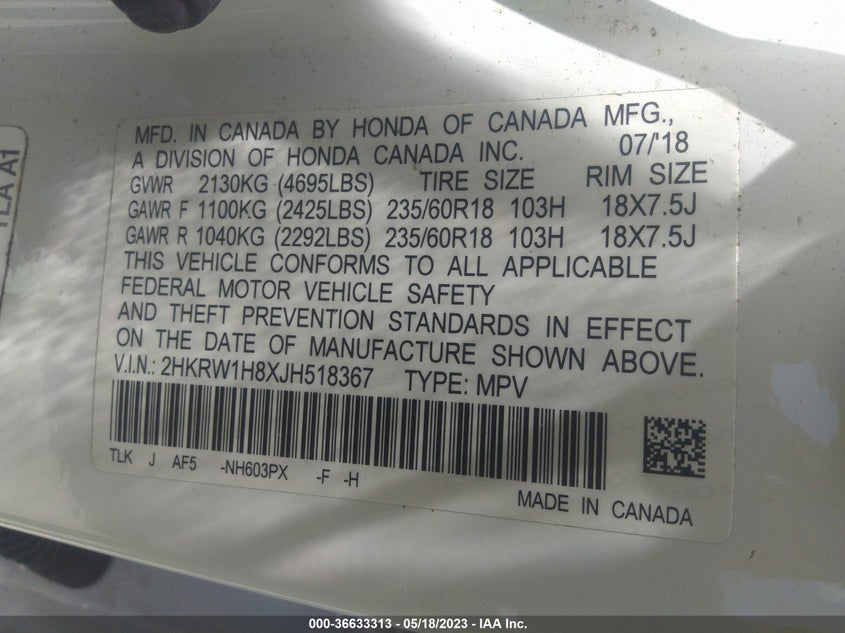 TLA A1
MFD. IN CANADA BY HONDA OF CANADA MFG.,
A DIVISION OF HONDA CANADA INC. 07/'18
GVWR 2130KG (4695LBS) TIRE SIZE RIM SIZE
GAWR F 1100KG (2425LBS) 235/60R18 103H 18X7.5J
GAWR R 1040KG (2292LBS) 235/60R18 103H 18X7.5J
THIS VEHICLE CONFORMS TO ALL APPLICABLE
FEDERAL MOTOR VEHICLE SAFETY
AND THEFT PREVENTION STANDARDS IN EFFECT
ON THE DATE OF MANUFACTURE SHOWN ABOVE.
V.I.N.: 2HKRW1H8XJH518367 TYPE: MPV
TLK J AF5 -NH603PX -F -H
MADE IN CANADA
000-36633313 - 05/18/2023 - IAA Inc.